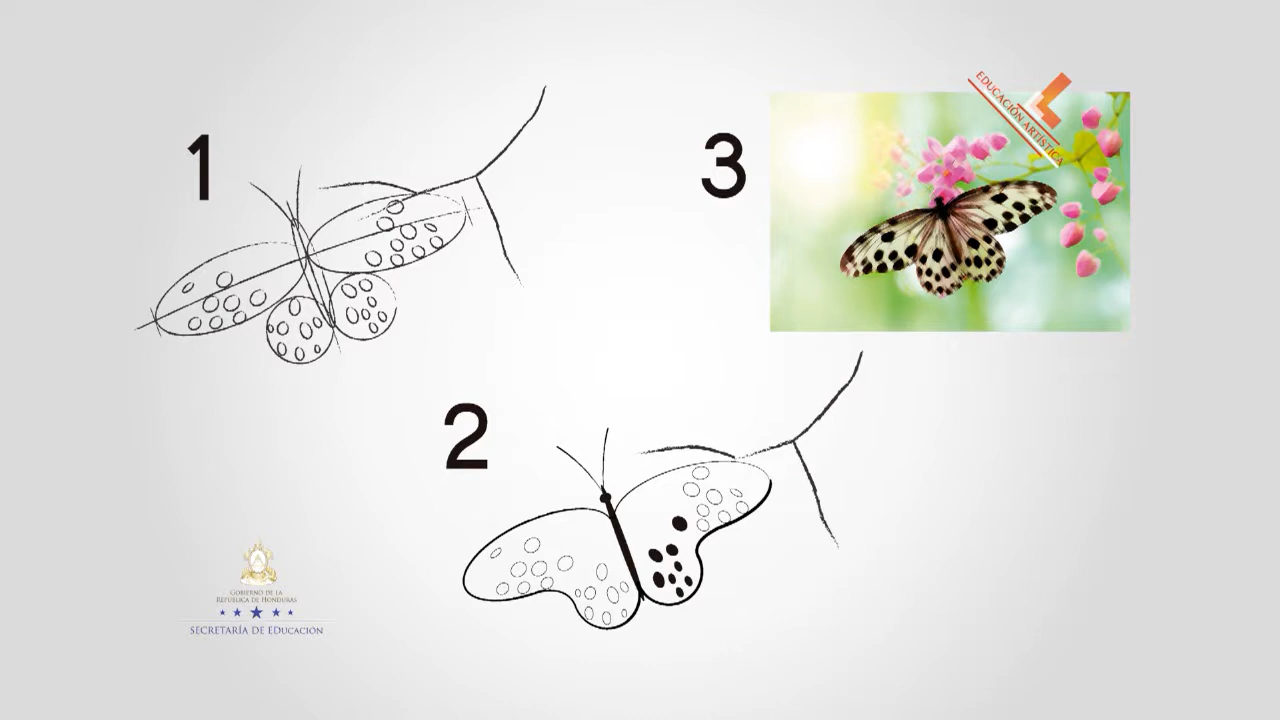 1
3
EDUCACIÓN ARTÍSTICA
2
GOBIERNO DE LA
REPÚBLICA DE HONDURAS
SECRETARÍA DE EDUCACIÓN